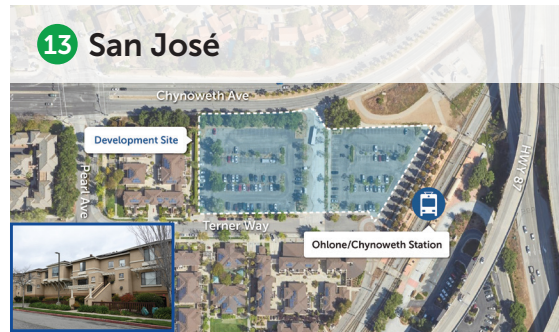 13 San José
Chynoweth Ave
Development Site
Pearl Ave
HWY 87
Terner Way
Ohlone/Chynoweth Station